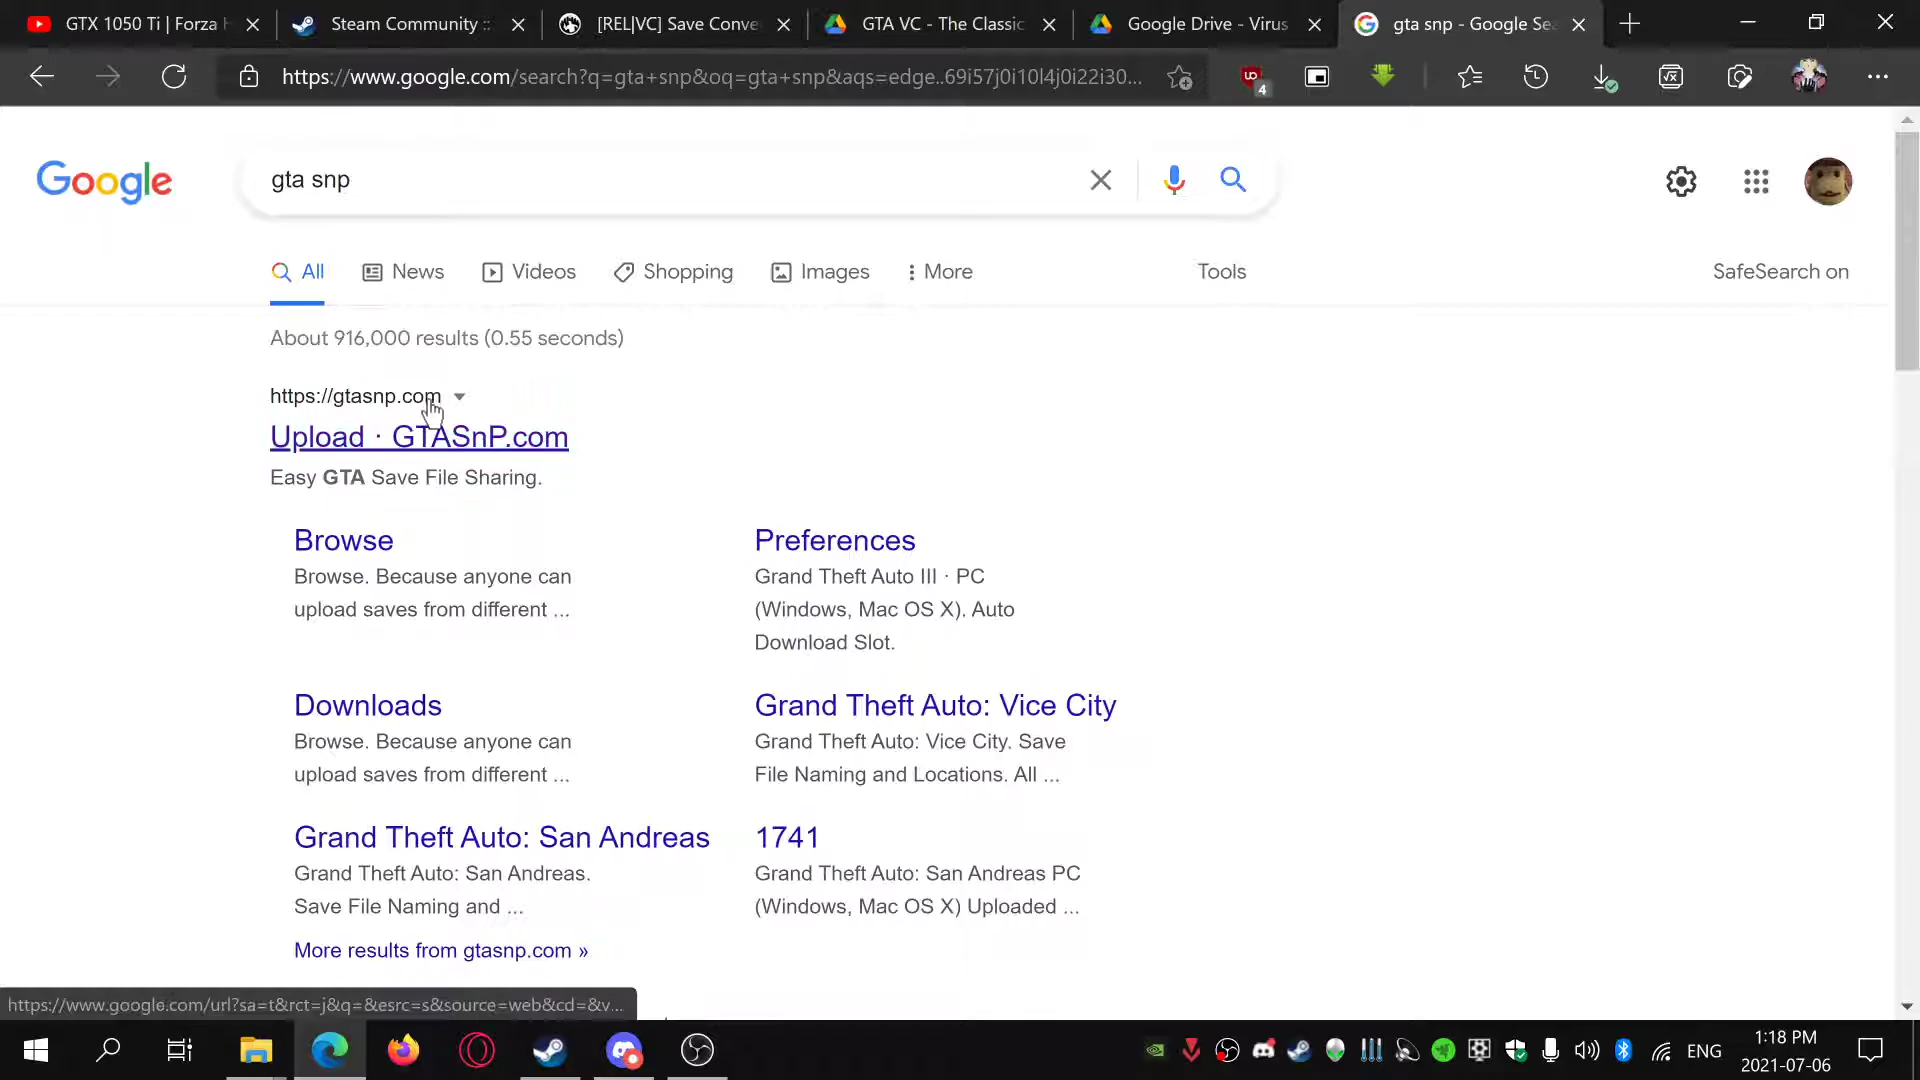 GTX 1050 Ti | Forza
Steam Community ::
[REL|VC] Save Conve
GTA VC - The Classic
Google Drive - Virus
gta snp - Google Sea
https://www.google.com/search?q=gta+snp&oq=gta+snp&aqs=edge..69i57j0i10l4j0i22i30...
4
Google
gta snp
All
News
Videos
Shopping
Images
More
Tools
SafeSearch on
About 916,000 results (0.55 seconds)
https://gtasnp.com
Upload · GTASnP.com
Easy GTA Save File Sharing.
Browse
Browse. Because anyone can
upload saves from different ...
Preferences
Grand Theft Auto III · PC
(Windows, Mac OS X). Auto
Download Slot.
Downloads
Browse. Because anyone can
upload saves from different ...
Grand Theft Auto: Vice City
Grand Theft Auto: Vice City. Save
File Naming and Locations. All ...
Grand Theft Auto: San Andreas
Grand Theft Auto: San Andreas.
Save File Naming and ...
1741
Grand Theft Auto: San Andreas PC
(Windows, Mac OS X) Uploaded ...
More results from gtasnp.com »
https://www.google.com/url?sa=t&rct=j&q=&esrc=s&source=web&cd=&v...
ENG
1:18 PM
2021-07-06